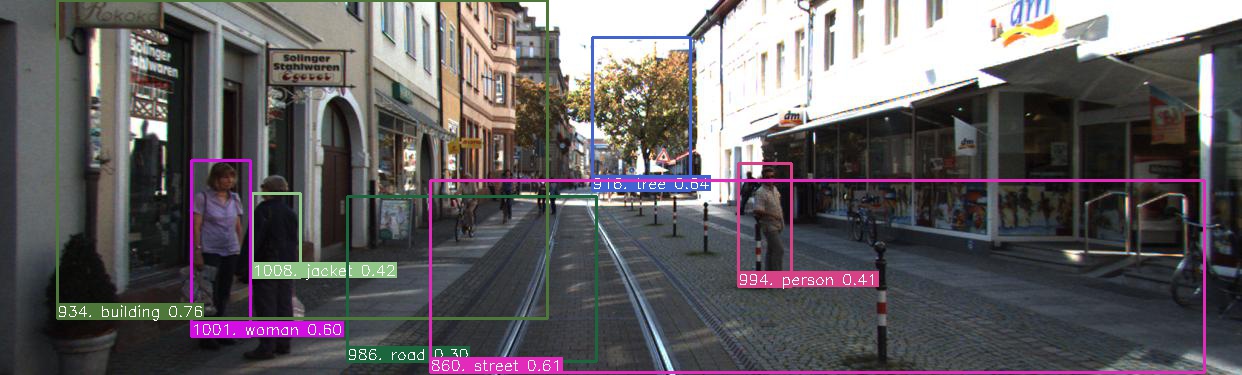 Rokoko
Solinger
Stahlwaren
Solinger
Stahlwaren
dm
dm
916. tree 0.64
1008. jacket 0.42
994. person 0.41
934. building 0.76
1001. woman 0.60
986. road 0.30
860. street 0.61